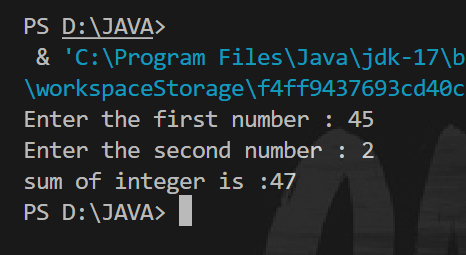 PS D:\JAVA>
& 'C:\Program Files\Java\jdk-17\b
\workspaceStorage\f4ff9437693cd40c
Enter the first number : 45
Enter the second number : 2
sum of integer is :47
PS D:\JAVA>